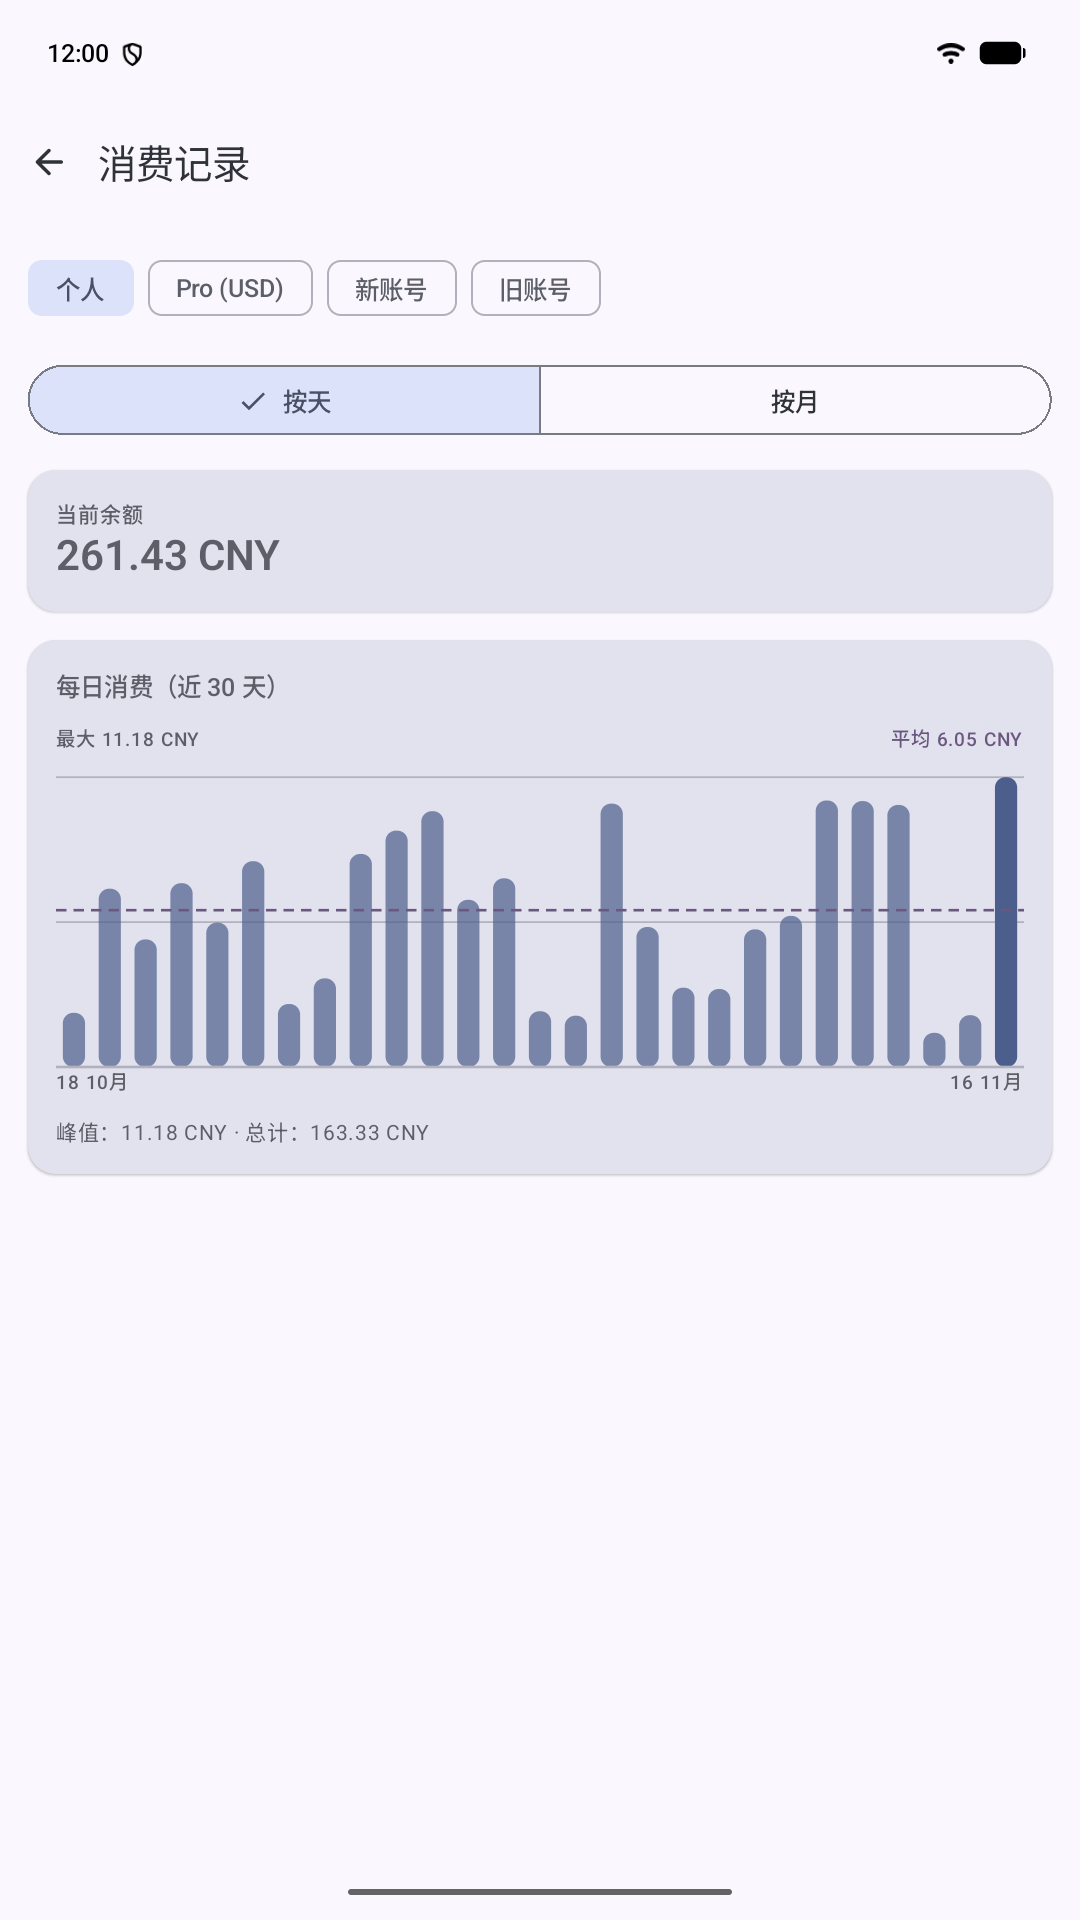 12:00
消费记录
个人
Pro (USD)
新账号
旧账号
按天
按月
当前余额
261.43 CNY
每日消费（近 30 天）
最大 11.18 CNY
平均 6.05 CNY
18 10月
16 11月
峰值：11.18 CNY · 总计：163.33 CNY